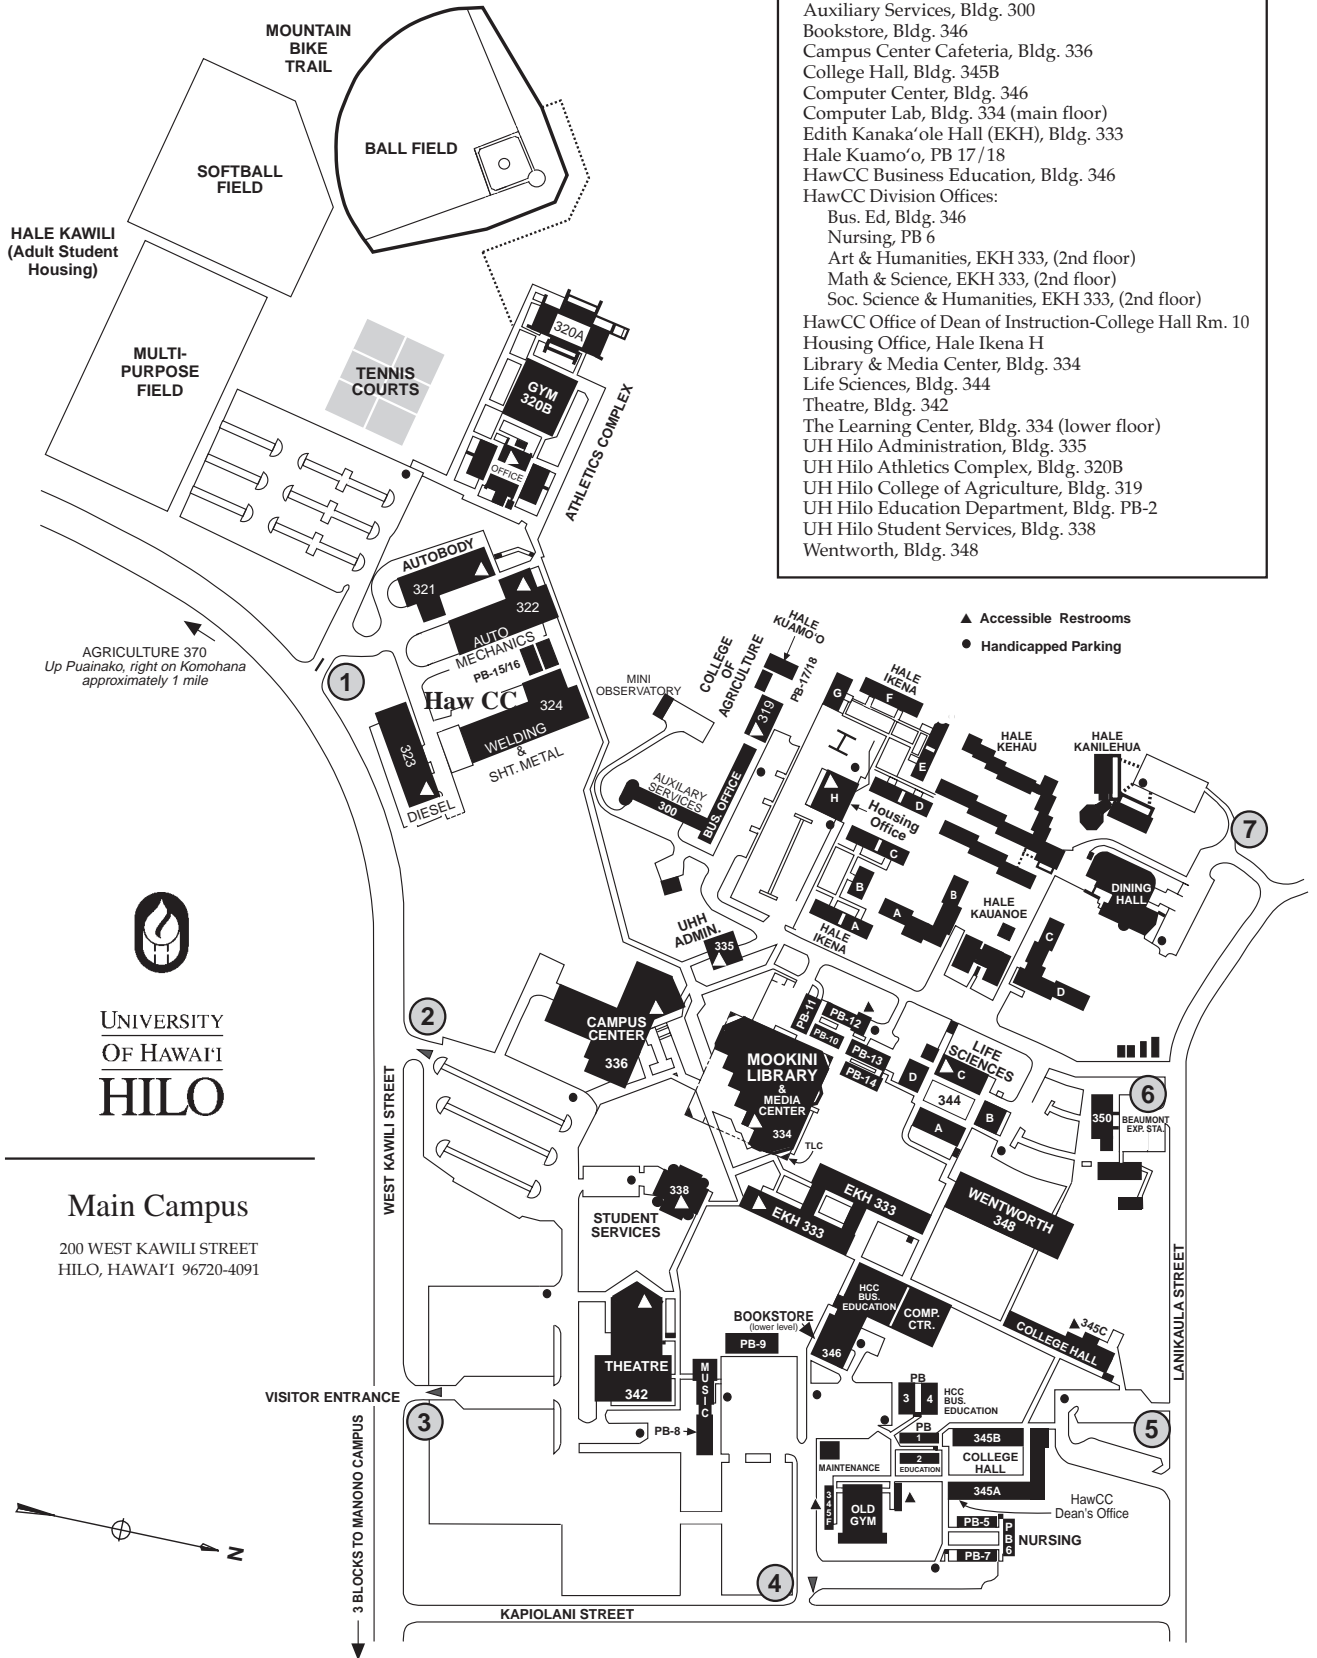 Auxiliary Services, Bldg. 300
Bookstore, Bldg. 346
Campus Center Cafeteria, Bldg. 336
College Hall, Bldg. 345B
Computer Center, Bldg. 346
Computer Lab, Bldg. 334 (main floor)
Edith Kanaka‘ole Hall (EKH), Bldg. 333
Hale Kuamo‘o, PB 17/18
HawCC Business Education, Bldg. 346
HawCC Division Offices:
Bus. Ed, Bldg. 346
Nursing, PB 6
Art & Humanities, EKH 333, (2nd floor)
Math & Science, EKH 333, (2nd floor)
Soc. Science & Humanities, EKH 333, (2nd floor)
HawCC Office of Dean of Instruction-College Hall Rm. 10
Housing Office, Hale Ikena H
Library & Media Center, Bldg. 334
Life Sciences, Bldg. 344
Theatre, Bldg. 342
The Learning Center, Bldg. 334 (lower floor)
UH Hilo Administration, Bldg. 335
UH Hilo Athletics Complex, Bldg. 320B
UH Hilo College of Agriculture, Bldg. 319
UH Hilo Education Department, Bldg. PB-2
UH Hilo Student Services, Bldg. 338
Wentworth, Bldg. 348
Accessible Restrooms
Handicapped Parking
MOUNTAIN
BIKE
TRAIL
BALL FIELD
SOFTBALL
FIELD
HALE KAWILI
(Adult Student
Housing)
MULTI-
PURPOSE
FIELD
TENNIS
COURTS
320A
GYM
320B
OFFICE
ATHLETICS COMPLEX
AUTOBODY
321
322
AUTO
MECHANICS
PB-15/16
Haw CC
324
WELDING
&
SHT. METAL
323
DIESEL
AGRICULTURE 370
Up Puainako, right on Komohana
approximately 1 mile
1
MINI
OBSERVATORY
COLLEGE
OF
AGRICULTURE
HALE
KUAMO‘O
PB-17/18
319
AUXILARY
SERVICES
300
BUS. OFFICE
HALE
IKENA
G
F
E
D
H
Housing
Office
C
B
A
HALE
IKENA
HALE
KEHAU
HALE
KANILEHUA
7
DINING
HALL
HALE
KAUANOE
A
B
C
D
UHH
ADMIN.
335
UNIVERSITY
OF HAWAI‘I
HILO
Main Campus
200 WEST KAWILI STREET
HILO, HAWAI‘I 96720-4091
2
CAMPUS
CENTER
336
MOOKINI
LIBRARY
&
MEDIA
CENTER
334
TLC
PB-11
PB-12
PB-10
PB-13
PB-14
LIFE
SCIENCES
D
C
344
A
B
350
6
BEAUMONT
EXP. STA.
WEST KAWILI STREET
338
STUDENT
SERVICES
EKH 333
EKH 333
WENTWORTH
348
LANIKAULA STREET
HCC
BUS.
EDUCATION
COMP.
CTR.
BOOKSTORE
(lower level)
346
PB-9
COLLEGE HALL
345C
THEATRE
342
MUSIC
PB-8
VISITOR ENTRANCE
3
PB
3
4
HCC
BUS.
EDUCATION
PB
1
2
EDUCATION
345B
COLLEGE
HALL
345A
HawCC
Dean's Office
5
MAINTENANCE
345F
OLD
GYM
PB-5
PB6
NURSING
PB-7
4
KAPIOLANI STREET
3 BLOCKS TO MANONO CAMPUS
N